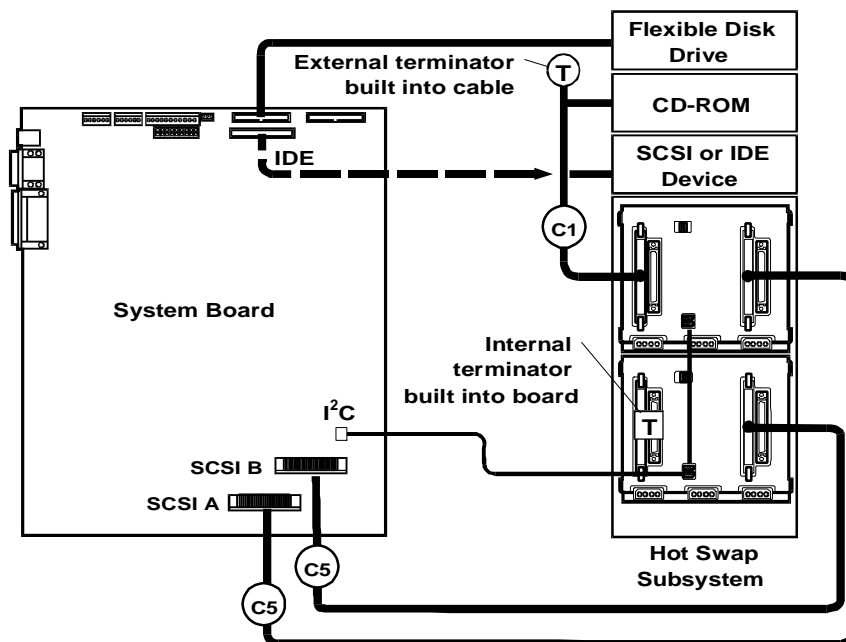 Flexible Disk
Drive
External terminator
built into cable
T
CD-ROM
IDE
SCSI or IDE
Device
C1
System Board
Internal
terminator
built into board
I²C
T
SCSI B
SCSI A
Hot Swap
Subsystem
C5
C5